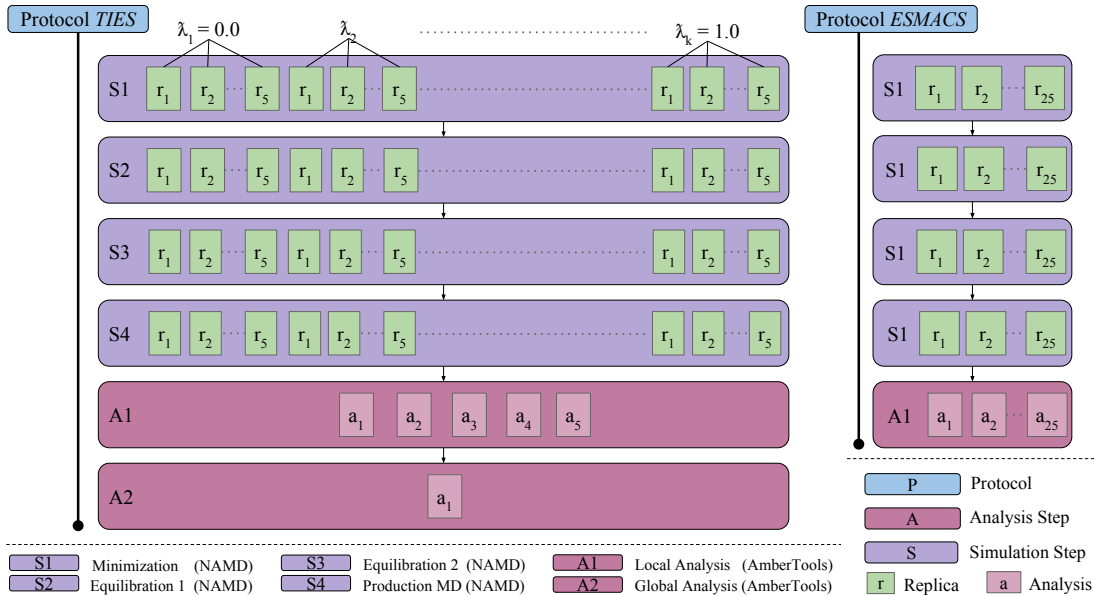 Protocol TIES
Protocol ESMACS
λ̃₁ = 0.0 λ̃₂ λ̃ₖ = 1.0
S1 r₁ r₂ r₅ r₁ r₂ r₅ r₁ r₂ r₅
S2 r₁ r₂ r₅ r₁ r₂ r₅ r₁ r₂ r₅
S3 r₁ r₂ r₅ r₁ r₂ r₅ r₁ r₂ r₅
S4 r₁ r₂ r₅ r₁ r₂ r₅ r₁ r₂ r₅
A1 a₁ a₂ a₃ a₄ a₅
A2 a₁
S1 r₁ r₂ r₂₅
S1 r₁ r₂ r₂₅
S1 r₁ r₂ r₂₅
S1 r₁ r₂ r₂₅
A1 a₁ a₂ a₂₅
P Protocol
A Analysis Step
S Simulation Step
r Replica a Analysis
S1 Minimization (NAMD) S3 Equilibration 2 (NAMD) A1 Local Analysis (AmberTools)
S2 Equilibration 1 (NAMD) S4 Production MD (NAMD) A2 Global Analysis (AmberTools)